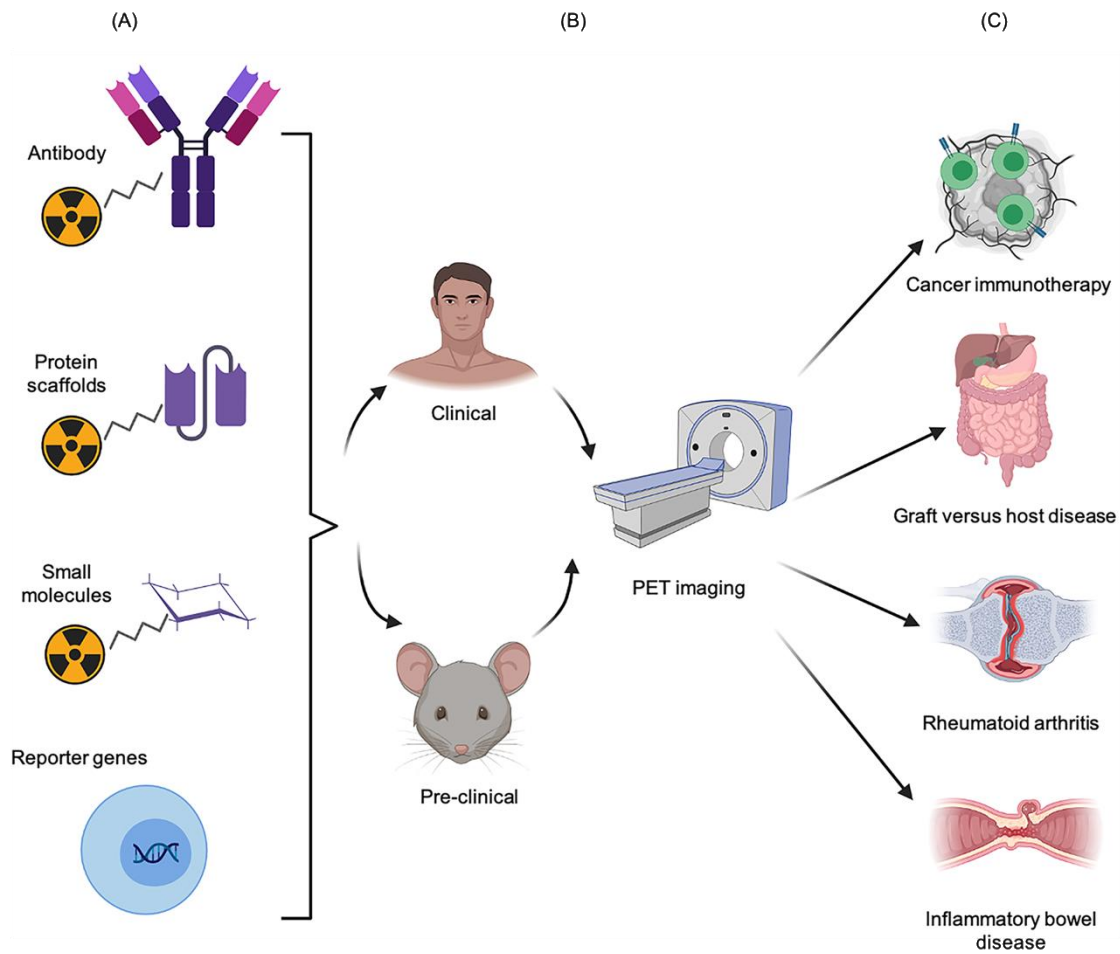 (A)
(B)
(C)
Antibody
Protein
scaffolds
Small
molecules
Reporter genes
Clinical
Pre-clinical
PET imaging
Cancer immunotherapy
Graft versus host disease
Rheumatoid arthritis
Inflammatory bowel
disease